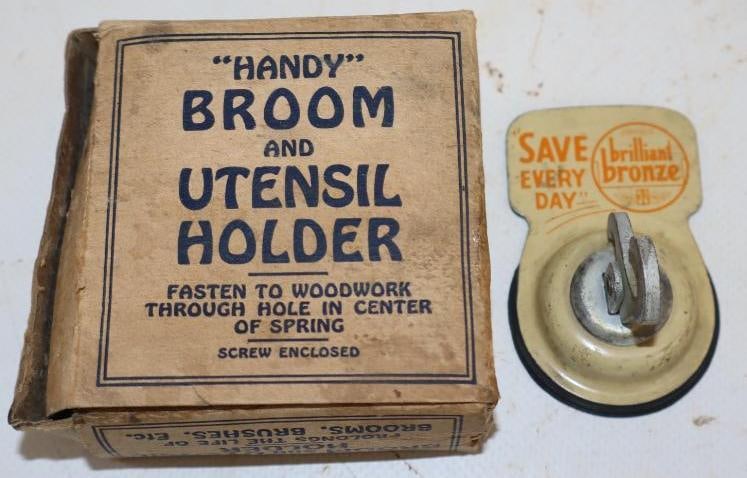 "HANDY"
BROOM
AND
UTENSIL
HOLDER
FASTEN TO WOODWORK
THROUGH HOLE IN CENTER
OF SPRING
SCREW ENCLOSED
HOLDER
PROLONGS THE LIFE OF
BROOMS, BRUSHES, ETC.
SAVE
EVERY
DAY"
brilliant
bronze